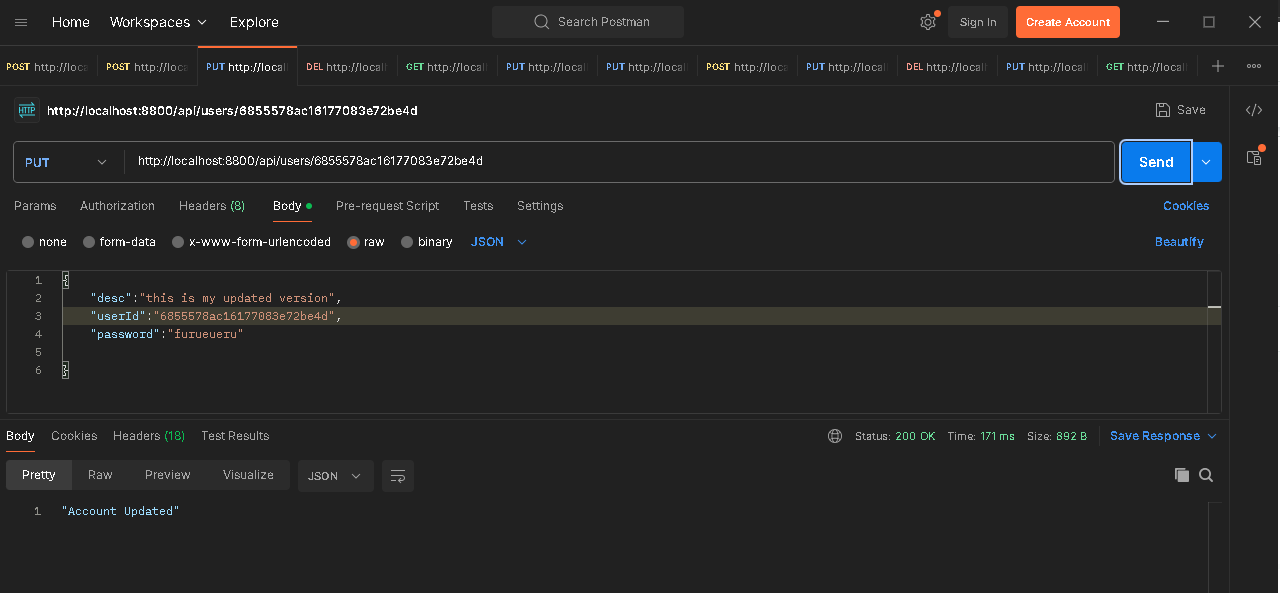 Home Workspaces Explore Search Postman Sign In Create Account
POST http://loca POST http://loca PUT http://local DEL http://local GET http://local PUT http://local PUT http://local POST http://loca PUT http://local DEL http://local PUT http://local GET http://local
HTTP http://localhost:8800/api/users/6855578ac16177083e72be4d Save </>
PUT http://localhost:8800/api/users/6855578ac16177083e72be4d Send
Params Authorization Headers (8) Body Pre-request Script Tests Settings Cookies
none form-data x-www-form-urlencoded raw binary JSON Beautify
1 {
2 "desc":"this is my updated version",
3 "userId":"6855578ac16177083e72be4d",
4 "password":"furueueru"
5
6 }
Body Cookies Headers (18) Test Results Status: 200 OK Time: 171 ms Size: 892 B Save Response
Pretty Raw Preview Visualize JSON
1 "Account Updated"